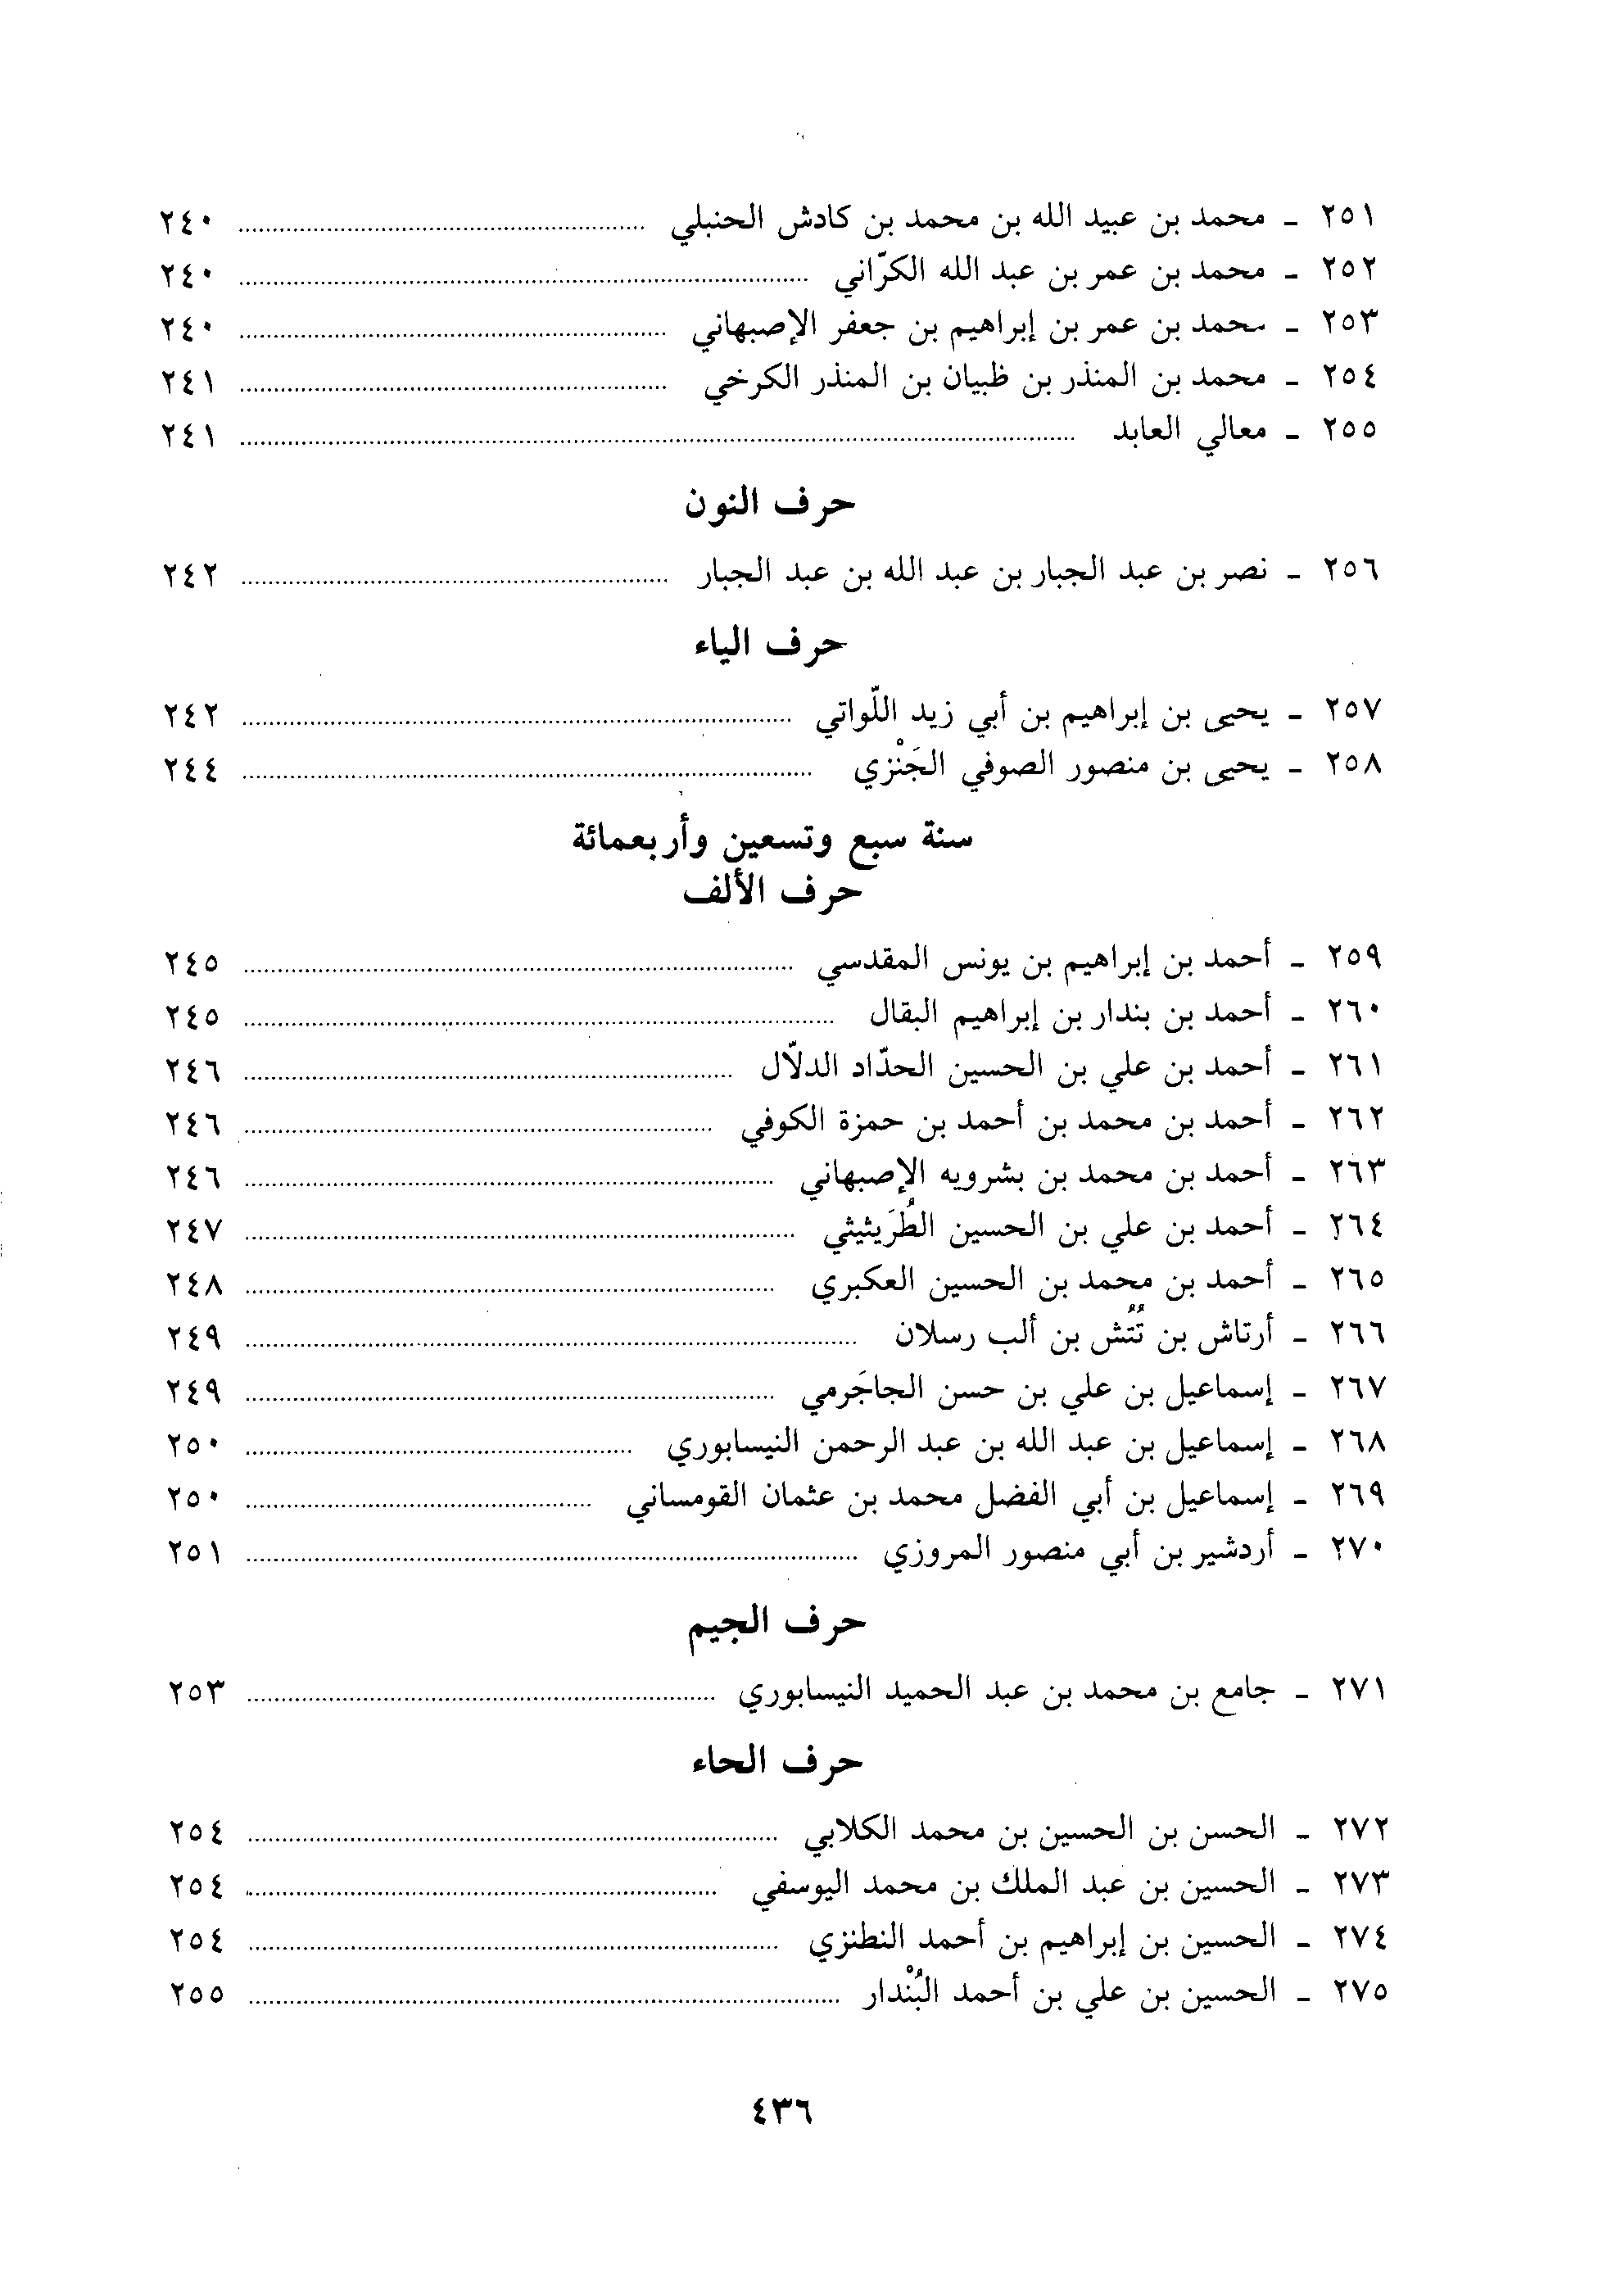 ٢٥١ ـ محمد بن عبيد الله بن محمد بن كادش الحنبلي ........ ٢٤٠
٢٥٢ ـ محمد بن عمر بن عبد الله الكرّاني ........ ٢٤٠
٢٥٣ ـ محمد بن عمر بن إبراهيم بن جعفر الإصبهاني ........ ٢٤٠
٢٥٤ ـ محمد بن المنذر بن ظبيان بن المنذر الكرخي ........ ٢٤١
٢٥٥ ـ معالي العابد ........ ٢٤١
حرف النون
٢٥٦ ـ نصر بن عبد الجبار بن عبد الله بن عبد الجبار ........ ٢٤٢
حرف الياء
٢٥٧ ـ يحيى بن إبراهيم بن أبي زيد اللّواتي ........ ٢٤٢
٢٥٨ ـ يحيى بن منصور الصوفي الجَنْزي ........ ٢٤٤
سنة سبع وتسعين وأربعمائة
حرف الألف
٢٥٩ ـ أحمد بن إبراهيم بن يونس المقدسي ........ ٢٤٥
٢٦٠ ـ أحمد بن بندار بن إبراهيم البقال ........ ٢٤٥
٢٦١ ـ أحمد بن علي بن الحسين الحدّاد الدلّال ........ ٢٤٦
٢٦٢ ـ أحمد بن محمد بن أحمد بن حمزة الكوفي ........ ٢٤٦
٢٦٣ ـ أحمد بن محمد بن بشرويه الإصبهاني ........ ٢٤٦
٢٦٤ ـ أحمد بن علي بن الحسين الطُرَيثيثي ........ ٢٤٧
٢٦٥ ـ أحمد بن محمد بن الحسين العكبري ........ ٢٤٨
٢٦٦ ـ أرتاش بن تُتُش بن ألب رسلان ........ ٢٤٩
٢٦٧ ـ إسماعيل بن علي بن حسن الجاجَرمي ........ ٢٤٩
٢٦٨ ـ إسماعيل بن عبد الله بن عبد الرحمن النيسابوري ........ ٢٥٠
٢٦٩ ـ إسماعيل بن أبي الفضل محمد بن عثمان القومساني ........ ٢٥٠
٢٧٠ ـ أردشير بن أبي منصور المروزي ........ ٢٥١
حرف الجيم
٢٧١ ـ جامع بن محمد بن عبد الحميد النيسابوري ........ ٢٥٣
حرف الحاء
٢٧٢ ـ الحسن بن الحسين بن محمد الكلابي ........ ٢٥٤
٢٧٣ ـ الحسين بن عبد الملك بن محمد اليوسفي ........ ٢٥٤
٢٧٤ ـ الحسين بن إبراهيم بن أحمد النطنزي ........ ٢٥٤
٢٧٥ ـ الحسين بن علي بن أحمد البُنْدار ........ ٢٥٥
٤٣٦